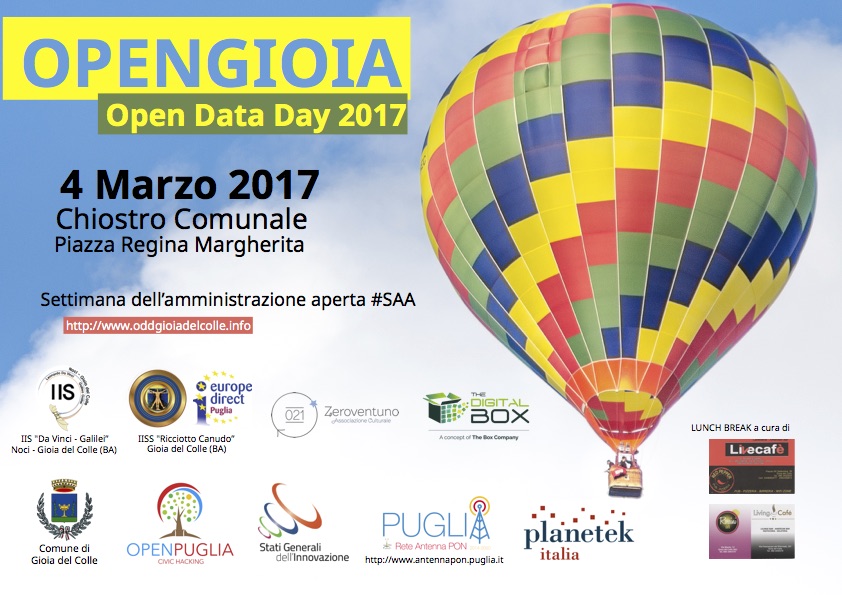 OPENGIOIA
Open Data Day 2017
4 Marzo 2017
Chiostro Comunale
Piazza Regina Margherita
Settimana dell'amministrazione aperta #SAA
http://www.oddgioiadelcolle.info
IIS
IIS "Da Vinci - Galilei"
Noci - Gioia del Colle (BA)
IISS "Ricciotto Canudo"
Gioia del Colle (BA)
europe
direct
Puglia
021
Zeroventuno
Associazione Culturale
THE
DIGITAL
BOX
A concept of The Box Company
LUNCH BREAK a cura di
Livecafè
Living Cafè
Comune di
Gioia del Colle
OPENPUGLIA
CIVIC HACKING
Stati Generali
dell'Innovazione
PUGLIA
Rete Antenna PON
http://www.antennapon.puglia.it
planetek
italia